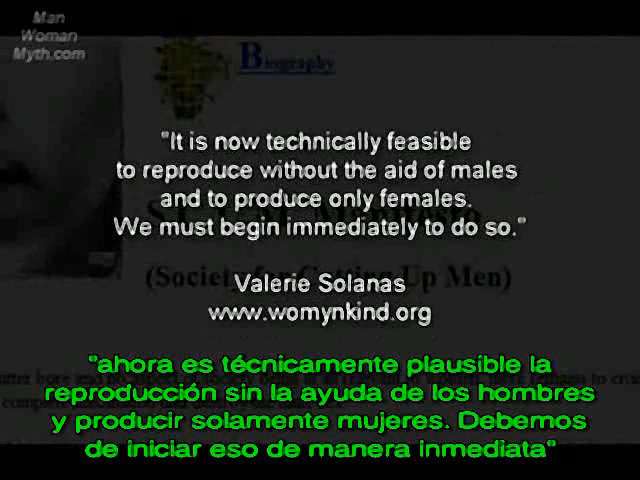 Man
Woman
Myth.com
Biography
"It is now technically feasible
to reproduce without the aid of males
and to produce only females.
We must begin immediately to do so."
(Society for Cutting Up Men)
Valerie Solanas
www.womynkind.org
"ahora es técnicamente plausible la
reproducción sin la ayuda de los hombres
y producir solamente mujeres. Debemos
de iniciar eso de manera inmediata"